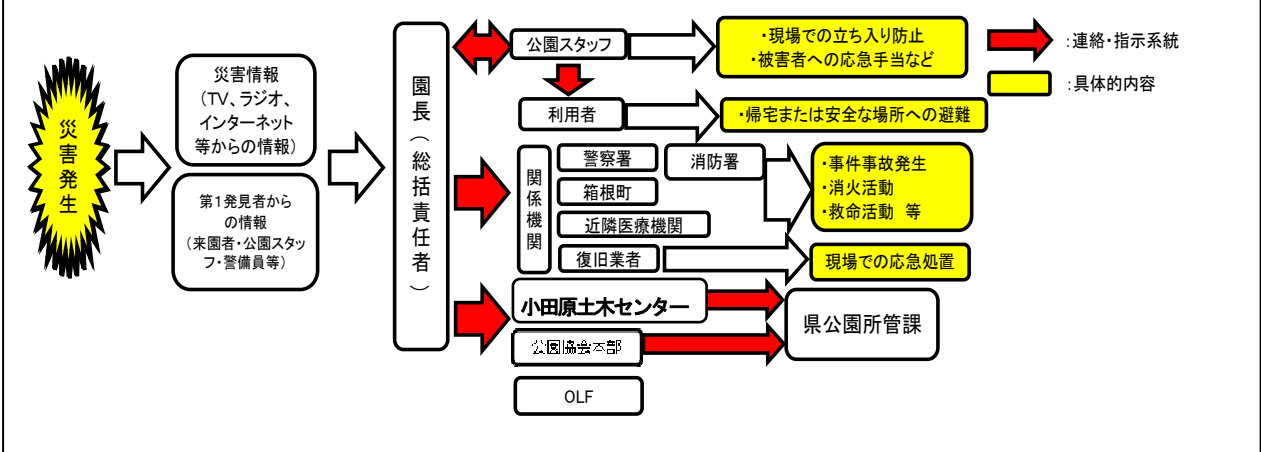 災害発生
災害情報
（TV、ラジオ、
インターネット
等からの情報）
第１発見者から
の情報
（来園者・公園スタッ
フ・警備員等）
園長（総括責任者）
公園スタッフ
・現場での立ち入り防止
・被害者への応急手当など
利用者
・帰宅または安全な場所への避難
関係機関
警察署
消防署
箱根町
近隣医療機関
復旧業者
・事件事故発生
・消火活動
・救命活動 等
現場での応急処置
小田原土木センター
公園協会本部
OLF
県公園所管課
:連絡・指示系統
:具体的内容